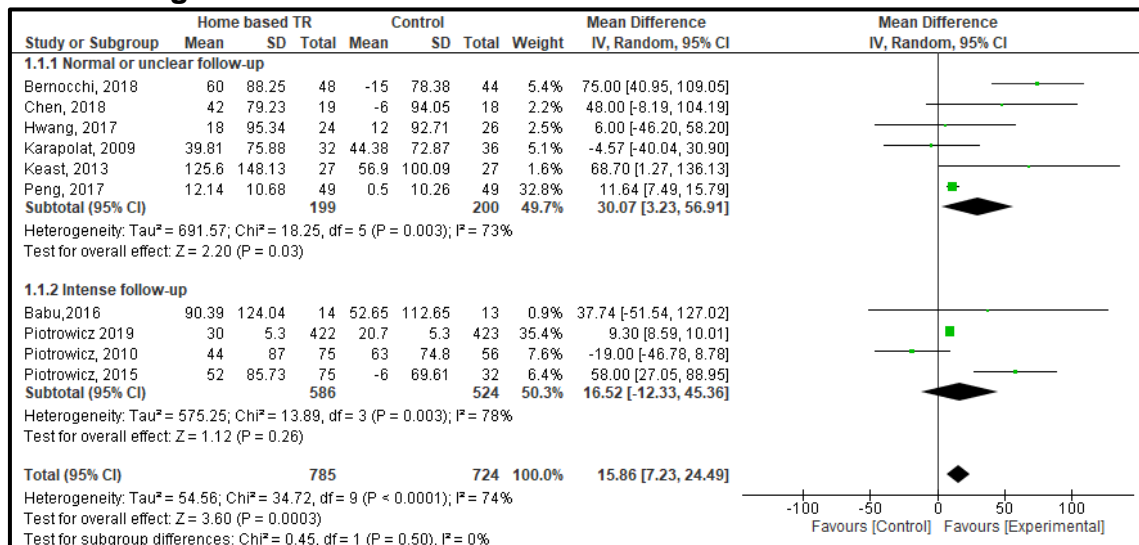 Home based TR Control Mean Difference Mean Difference
Study or Subgroup Mean SD Total Mean SD Total Weight IV, Random, 95% CI IV, Random, 95% CI
1.1.1 Normal or unclear follow-up
Bernocchi, 2018 60 88.25 48 -15 78.38 44 5.4% 75.00 [40.95, 109.05]
Chen, 2018 42 79.23 19 -6 94.05 18 2.2% 48.00 [-8.19, 104.19]
Hwang, 2017 18 95.34 24 12 92.71 26 2.5% 6.00 [-46.20, 58.20]
Karapolat, 2009 39.81 75.88 32 44.38 72.87 36 5.1% -4.57 [-40.04, 30.90]
Keast, 2013 125.6 148.13 27 56.9 100.09 27 1.6% 68.70 [1.27, 136.13]
Peng, 2017 12.14 10.68 49 0.5 10.26 49 32.8% 11.64 [7.49, 15.79]
Subtotal (95% CI) 199 200 49.7% 30.07 [3.23, 56.91]
Heterogeneity: Tau² = 691.57; Chi² = 18.25, df = 5 (P = 0.003); I² = 73%
Test for overall effect: Z = 2.20 (P = 0.03)
1.1.2 Intense follow-up
Babu,2016 90.39 124.04 14 52.65 112.65 13 0.9% 37.74 [-51.54, 127.02]
Piotrowicz 2019 30 5.3 422 20.7 5.3 423 35.4% 9.30 [8.59, 10.01]
Piotrowicz, 2010 44 87 75 63 74.8 56 7.6% -19.00 [-46.78, 8.78]
Piotrowicz, 2015 52 85.73 75 -6 69.61 32 6.4% 58.00 [27.05, 88.95]
Subtotal (95% CI) 586 524 50.3% 16.52 [-12.33, 45.36]
Heterogeneity: Tau² = 575.25; Chi² = 13.89, df = 3 (P = 0.003); I² = 78%
Test for overall effect: Z = 1.12 (P = 0.26)
Total (95% CI) 785 724 100.0% 15.86 [7.23, 24.49]
Heterogeneity: Tau² = 54.56; Chi² = 34.72, df = 9 (P < 0.0001); I² = 74%
Test for overall effect: Z = 3.60 (P = 0.0003)
Test for subgroup differences: Chi² = 0.45, df = 1 (P = 0.50), I² = 0%
-100 -50 0 50 100
Favours [Control] Favours [Experimental]